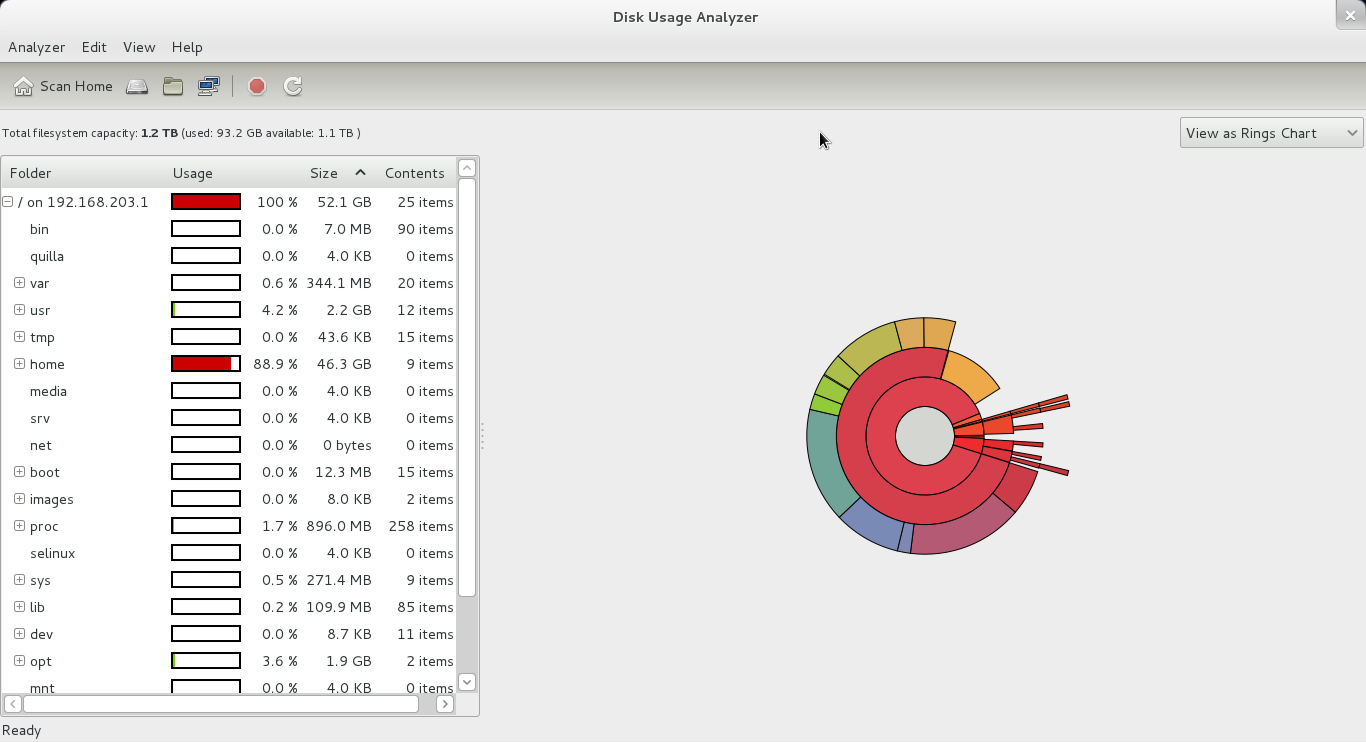 Disk Usage Analyzer
Analyzer Edit View Help
Scan Home
Total filesystem capacity: 1.2 TB (used: 93.2 GB available: 1.1 TB )
View as Rings Chart
Folder Usage Size Contents
/ on 192.168.203.1 100 % 52.1 GB 25 items
bin 0.0 % 7.0 MB 90 items
quilla 0.0 % 4.0 KB 0 items
var 0.6 % 344.1 MB 20 items
usr 4.2 % 2.2 GB 12 items
tmp 0.0 % 43.6 KB 15 items
home 88.9 % 46.3 GB 9 items
media 0.0 % 4.0 KB 0 items
srv 0.0 % 4.0 KB 0 items
net 0.0 % 0 bytes 0 items
boot 0.0 % 12.3 MB 15 items
images 0.0 % 8.0 KB 2 items
proc 1.7 % 896.0 MB 258 items
selinux 0.0 % 4.0 KB 0 items
sys 0.5 % 271.4 MB 9 items
lib 0.2 % 109.9 MB 85 items
dev 0.0 % 8.7 KB 11 items
opt 3.6 % 1.9 GB 2 items
mnt 0.0 % 4.0 KB 0 items
Ready